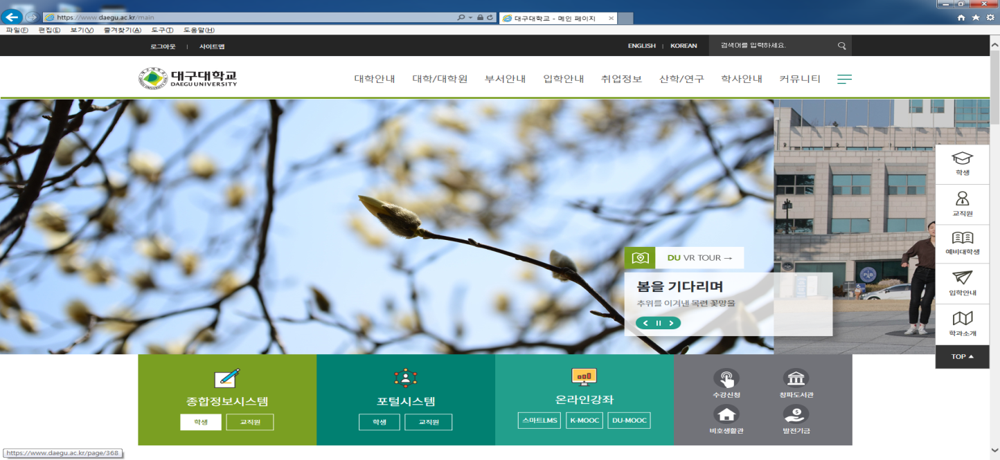 https://www.daegu.ac.kr/main
대구대학교 - 메인 페이지
파일(F) 편집(E) 보기(V) 즐겨찾기(A) 도구(T) 도움말(H)
로그아웃 | 사이트맵 ENGLISH | KOREAN 검색어를 입력하세요.
대구대학교
DAEGU UNIVERSITY
대학안내 대학/대학원 부서안내 입학안내 취업정보 산학/연구 학사안내 커뮤니티
학생
교직원
예비대학생
입학안내
학과소개
TOP
DU VR TOUR →
봄을 기다리며
추위를 이겨낸 목련 꽃망울
종합정보시스템
학생 교직원
포털시스템
학생 교직원
온라인강좌
스마트LMS K-MOOC DU-MOOC
수강신청 창파도서관
비호생활관 발전기금
https://www.daegu.ac.kr/page/368